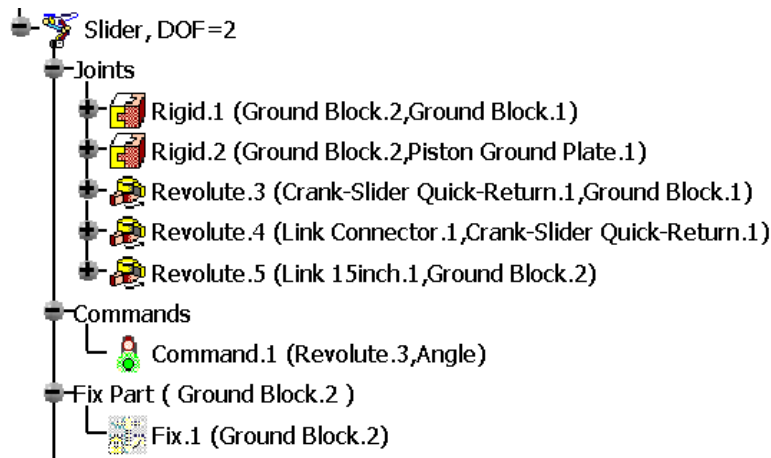 Slider, DOF=2
Joints
Rigid.1 (Ground Block.2,Ground Block.1)
Rigid.2 (Ground Block.2,Piston Ground Plate.1)
Revolute.3 (Crank-Slider Quick-Return.1,Ground Block.1)
Revolute.4 (Link Connector.1,Crank-Slider Quick-Return.1)
Revolute.5 (Link 15inch.1,Ground Block.2)
Commands
Command.1 (Revolute.3,Angle)
Fix Part ( Ground Block.2 )
Fix.1 (Ground Block.2)